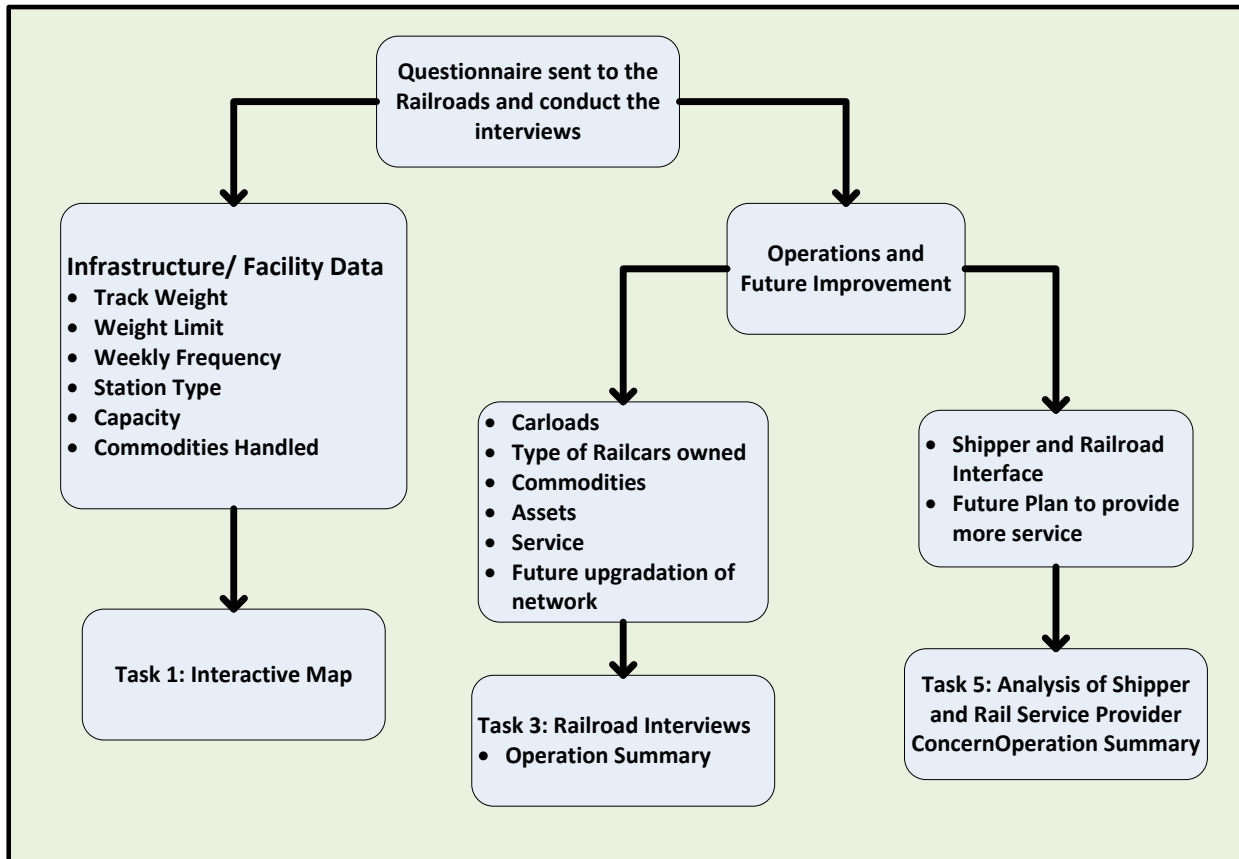 Questionnaire sent to the
Railroads and conduct the
interviews
Infrastructure/ Facility Data
• Track Weight
• Weight Limit
• Weekly Frequency
• Station Type
• Capacity
• Commodities Handled
Operations and
Future Improvement
• Carloads
• Type of Railcars owned
• Commodities
• Assets
• Service
• Future upgradation of
network
• Shipper and Railroad
Interface
• Future Plan to provide
more service
Task 1: Interactive Map
Task 3: Railroad Interviews
• Operation Summary
Task 5: Analysis of Shipper
and Rail Service Provider
ConcernOperation Summary